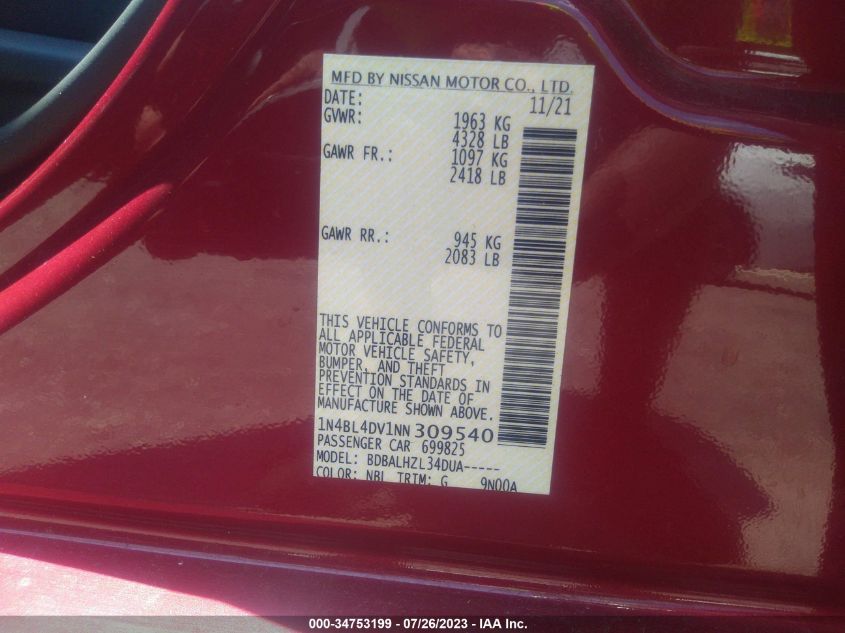 MFD BY NISSAN MOTOR CO., LTD.
DATE: 11/21
GVWR: 1963 KG
4328 LB
GAWR FR.: 1097 KG
2418 LB
GAWR RR.: 945 KG
2083 LB
THIS VEHICLE CONFORMS TO
ALL APPLICABLE FEDERAL
MOTOR VEHICLE SAFETY,
BUMPER, AND THEFT
PREVENTION STANDARDS IN
EFFECT ON THE DATE OF
MANUFACTURE SHOWN ABOVE.
1N4BL4DV1NN309540
PASSENGER CAR 699825
MODEL: BDBALHZL34DUA-----
COLOR: NBL TRIM: G 9N00A
000-34753199 / 07/26/2023 - IAA Inc.